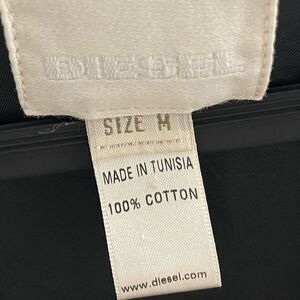 DIESEL
SIZE M
MADE IN TUNISIA
100% COTTON
www.diesel.com